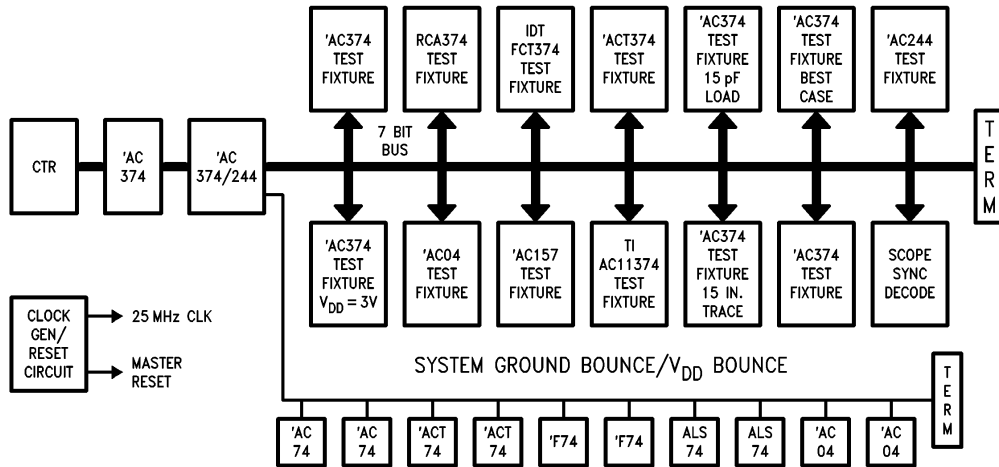 'AC374
TEST
FIXTURE
RCA374
TEST
FIXTURE
IDT
FCT374
TEST
FIXTURE
'ACT374
TEST
FIXTURE
'AC374
TEST
FIXTURE
15 pF
LOAD
'AC374
TEST
FIXTURE
BEST
CASE
'AC244
TEST
FIXTURE
7 BIT
BUS
CTR
'AC
374
'AC
374/244
T
E
R
M
'AC374
TEST
FIXTURE
VDD = 3V
'AC04
TEST
FIXTURE
'AC157
TEST
FIXTURE
TI
AC11374
TEST
FIXTURE
'AC374
TEST
FIXTURE
15 IN.
TRACE
'AC374
TEST
FIXTURE
SCOPE
SYNC
DECODE
CLOCK
GEN/
RESET
CIRCUIT
25 MHz CLK
MASTER
RESET
SYSTEM GROUND BOUNCE/VDD BOUNCE
T
E
R
M
'AC
74
'AC
74
'ACT
74
'ACT
74
'F74
'F74
ALS
74
ALS
74
'AC
04
'AC
04